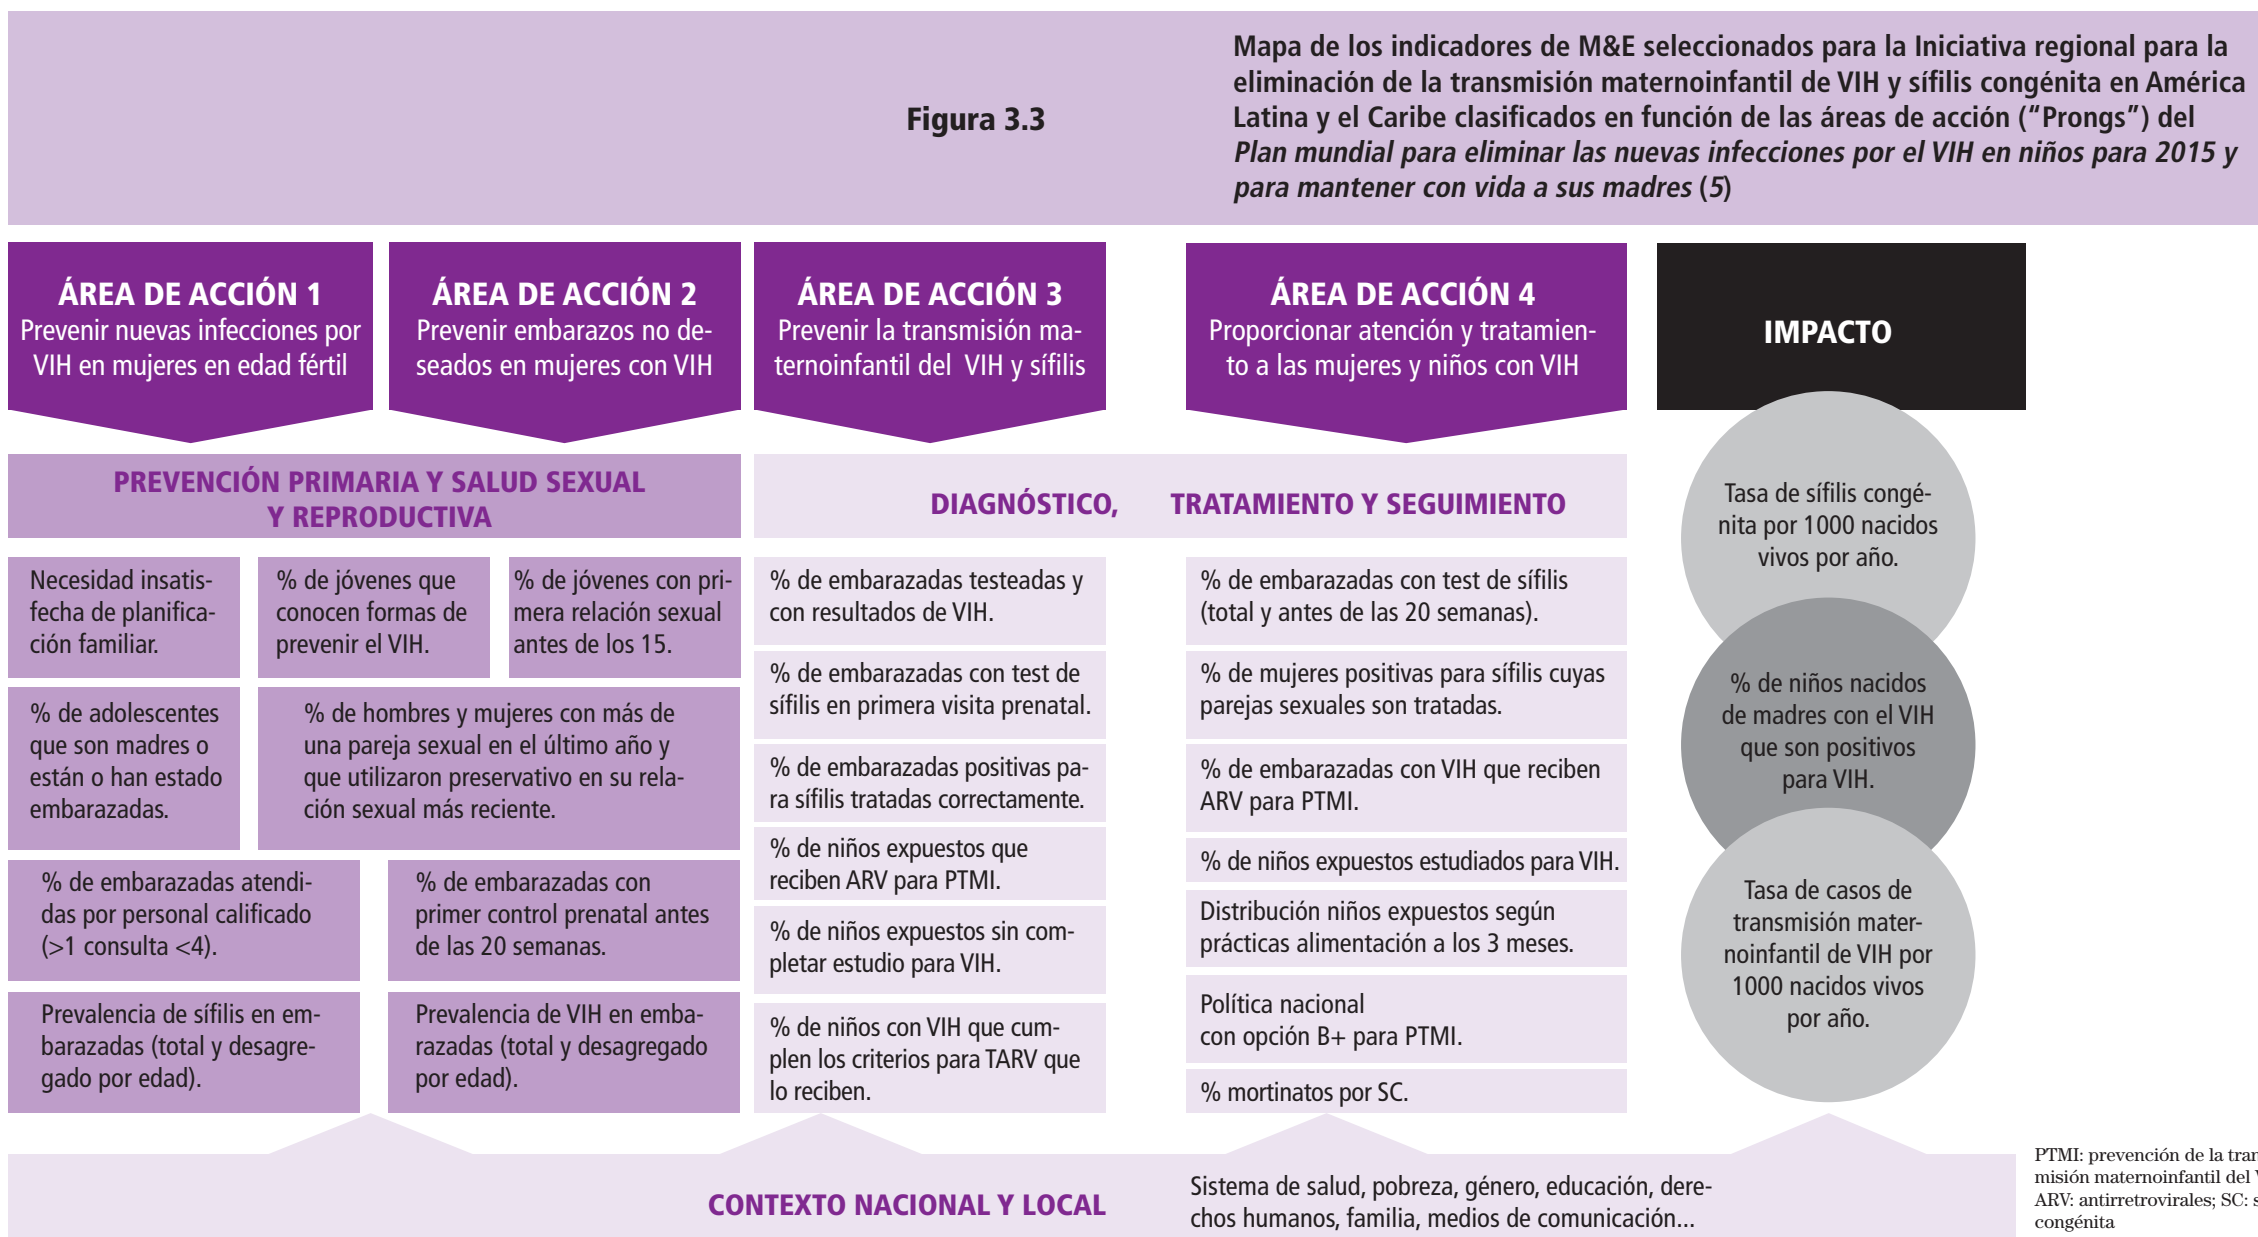 Figura 3.3
Mapa de los indicadores de M&E seleccionados para la Iniciativa regional para la
eliminación de la transmisión maternoinfantil de VIH y sífilis congénita en América
Latina y el Caribe clasificados en función de las áreas de acción (“Prongs”) del
Plan mundial para eliminar las nuevas infecciones por el VIH en niños para 2015 y
para mantener con vida a sus madres (5)
ÁREA DE ACCIÓN 1
Prevenir nuevas infecciones por
VIH en mujeres en edad fértil
ÁREA DE ACCIÓN 2
Prevenir embarazos no de-
seados en mujeres con VIH
ÁREA DE ACCIÓN 3
Prevenir la transmisión ma-
ternoinfantil del VIH y sífilis
ÁREA DE ACCIÓN 4
Proporcionar atención y tratamien-
to a las mujeres y niños con VIH
IMPACTO
PREVENCIÓN PRIMARIA Y SALUD SEXUAL
Y REPRODUCTIVA
DIAGNÓSTICO, TRATAMIENTO Y SEGUIMIENTO
Necesidad insatis-
fecha de planifica-
ción familiar.
% de jóvenes que
conocen formas de
prevenir el VIH.
% de jóvenes con pri-
mera relación sexual
antes de los 15.
% de adolescentes
que son madres o
están o han estado
embarazadas.
% de hombres y mujeres con más de
una pareja sexual en el último año y
que utilizaron preservativo en su rela-
ción sexual más reciente.
% de embarazadas atendi-
das por personal calificado
(>1 consulta <4).
% de embarazadas con
primer control prenatal antes
de las 20 semanas.
Prevalencia de sífilis en em-
barazadas (total y desagre-
gado por edad).
Prevalencia de VIH en emba-
razadas (total y desagregado
por edad).
% de embarazadas testeadas y
con resultados de VIH.
% de embarazadas con test de
sífilis en primera visita prenatal.
% de embarazadas positivas pa-
ra sífilis tratadas correctamente.
% de niños expuestos que
reciben ARV para PTMI.
% de niños expuestos sin com-
pletar estudio para VIH.
% de niños con VIH que cum-
plen los criterios para TARV que
lo reciben.
% de embarazadas con test de sífilis
(total y antes de las 20 semanas).
% de mujeres positivas para sífilis cuyas
parejas sexuales son tratadas.
% de embarazadas con VIH que reciben
ARV para PTMI.
% de niños expuestos estudiados para VIH.
Distribución niños expuestos según
prácticas alimentación a los 3 meses.
Política nacional
con opción B+ para PTMI.
% mortinatos por SC.
Tasa de sífilis congé-
nita por 1000 nacidos
vivos por año.
% de niños nacidos
de madres con el VIH
que son positivos
para VIH.
Tasa de casos de
transmisión mater-
noinfantil de VIH por
1000 nacidos vivos
por año.
CONTEXTO NACIONAL Y LOCAL
Sistema de salud, pobreza, género, educación, dere-
chos humanos, familia, medios de comunicación...
PTMI: prevención de la
misión maternoinfantil del
ARV: antirretrovirales; SC:
congénita